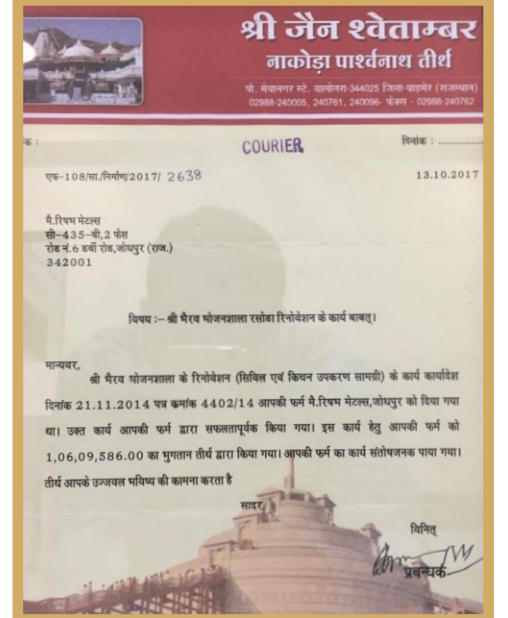 श्री जैन श्वेताम्बर
नाकोड़ा पार्श्वनाथ तीर्थ
पो. मेवानगर स्टे. बालोतरा-344025 जिला-बाड़मेर (राजस्थान)
02988-240005, 240761, 240096- फेक्स - 02988-240762
क :
COURIER
दिनांक : ..............
एफ-108/सा./निर्माण/2017/ 2638
13.10.2017
मै.रिषभ मेटल्स
सी-435-बी,2 फेस
रोड नं.6 डर्बी रोड,जोधपुर (राज.)
342001
विषय :- श्री भैरव भोजनशाला रसोडा रिनोवेशन के कार्य बाबत्।
मान्यवर,
श्री भैरव भोजनशाला के रिनोवेशन (सिविल एवं किचन उपकरण सामग्री) के कार्य कार्यादेश
दिनांक 21.11.2014 पत्र कमांक 4402/14 आपकी फर्म मै.रिषभ मेटल्स,जोधपुर को दिया गया
था। उक्त कार्य आपकी फर्म द्वारा सफलतापूर्वक किया गया। इस कार्य हेतु आपकी फर्म को
1,06,09,586.00 का भुगतान तीर्थ द्वारा किया गया। आपकी फर्म का कार्य संतोषजनक पाया गया।
तीर्थ आपके उज्जवल भविष्य की कामना करता है
सादर,
विनित्
प्रबन्धक